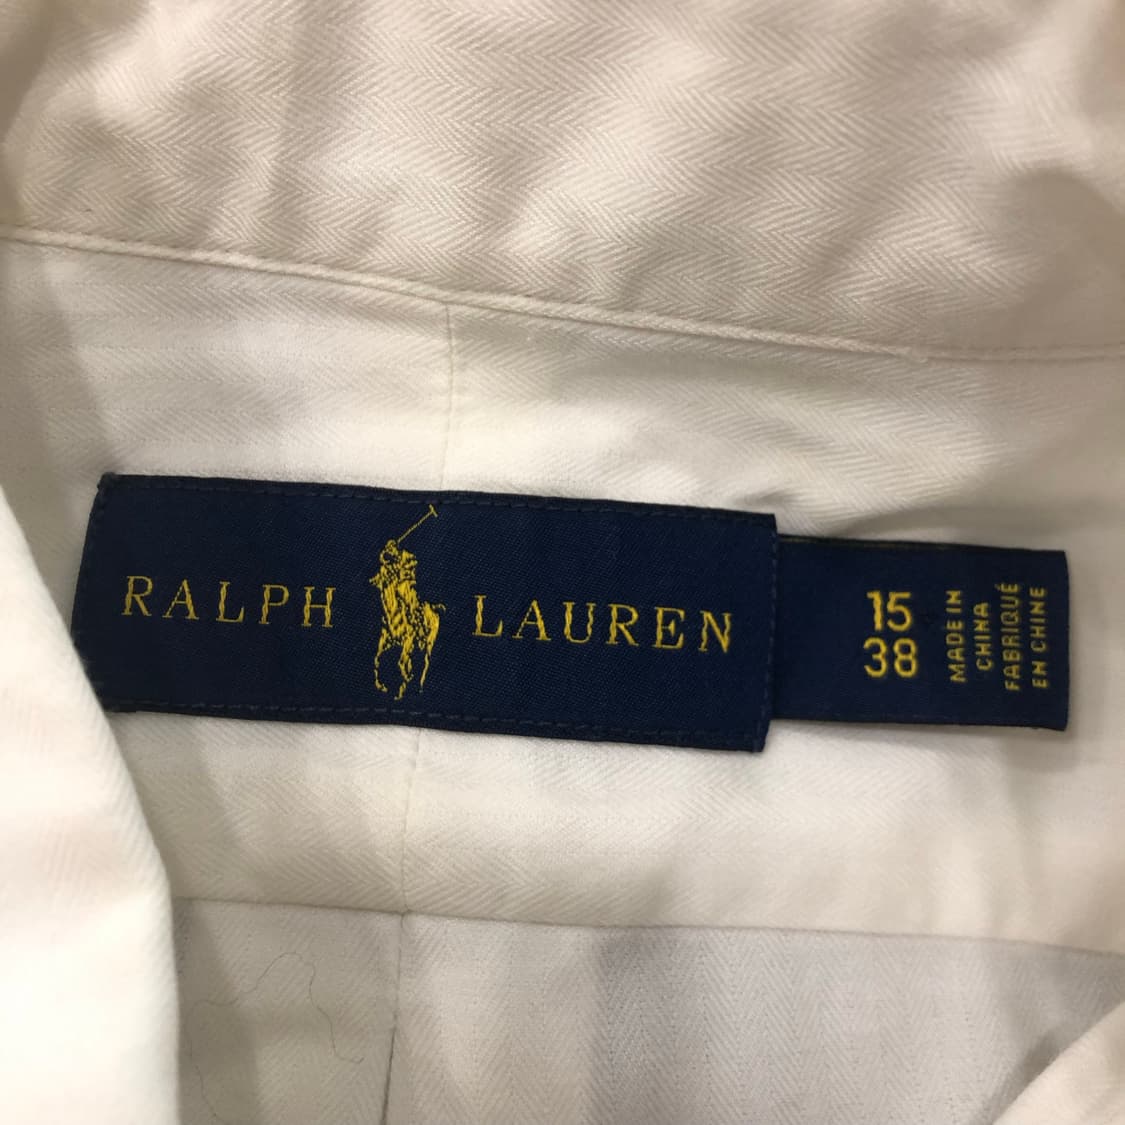 RALPH LAUREN
15
38
MADE IN
CHINA
FABRIQUÉ
EN CHINE